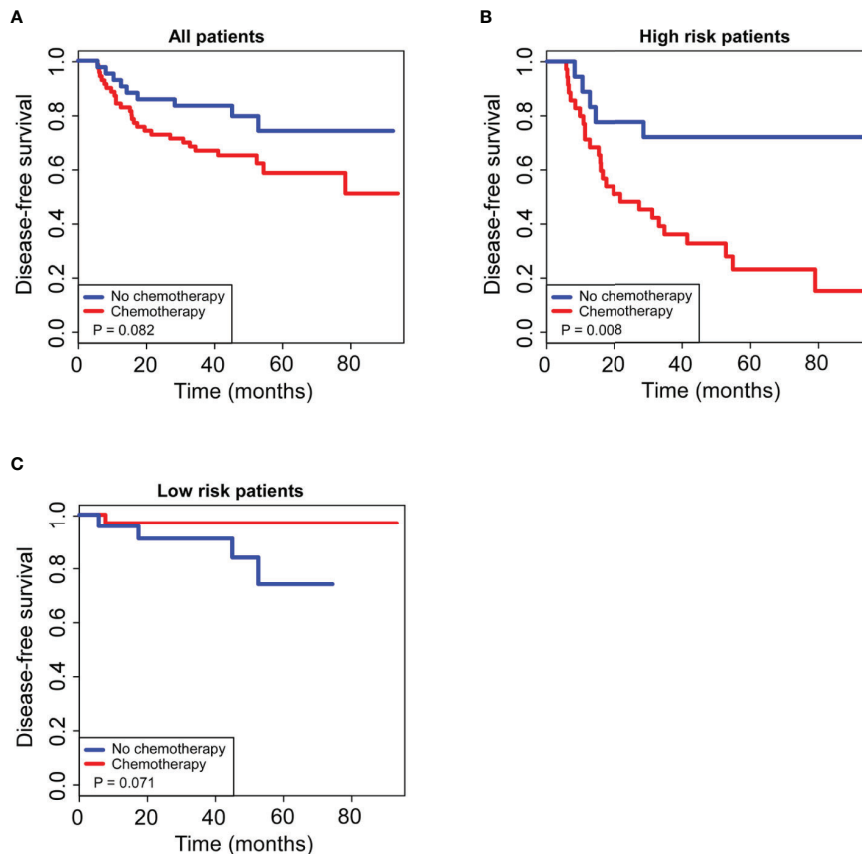 A
All patients
Disease-free survival
1.0
0.8
0.6
0.4
0.2
0.0
No chemotherapy
Chemotherapy
P = 0.082
0 20 40 60 80
Time (months)
B
High risk patients
Disease-free survival
1.0
0.8
0.6
0.4
0.2
0.0
No chemotherapy
Chemotherapy
P = 0.008
0 20 40 60 80
Time (months)
C
Low risk patients
Disease-free survival
1.0
0.8
0.6
0.4
0.2
0.0
No chemotherapy
Chemotherapy
P = 0.071
0 20 40 60 80
Time (months)